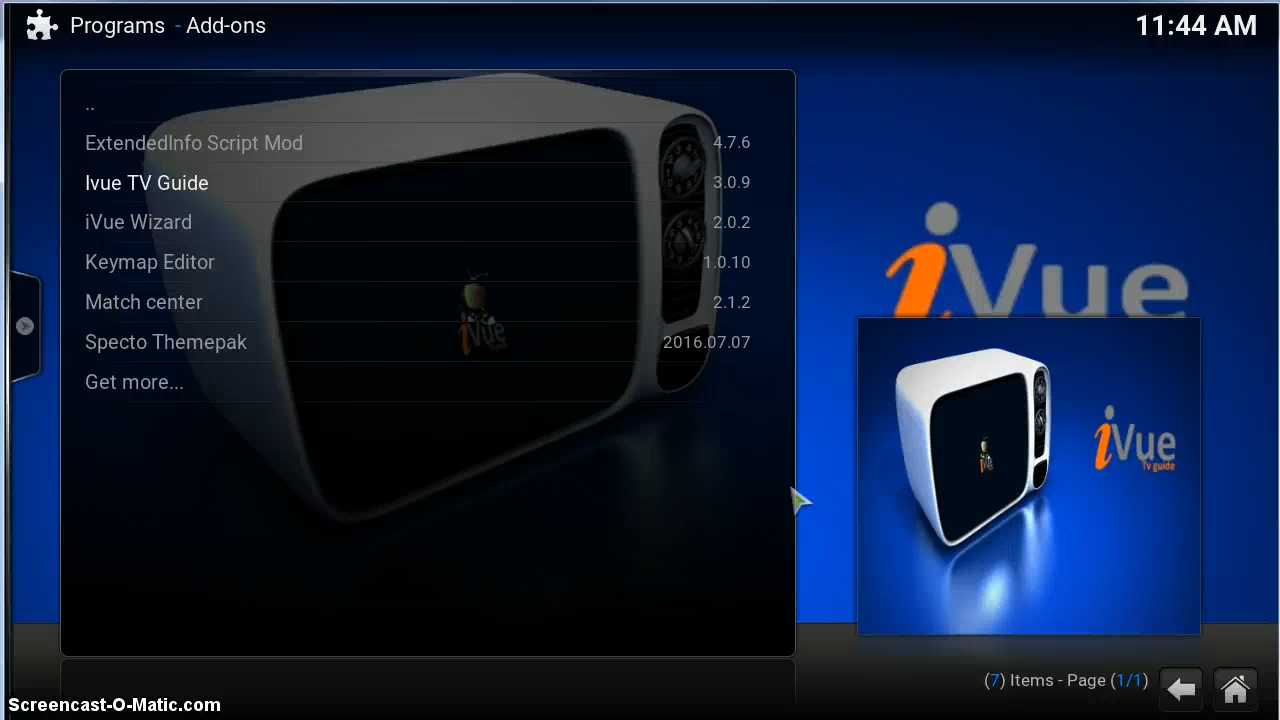 Programs - Add-ons
11:44 AM
..
ExtendedInfo Script Mod 4.7.6
Ivue TV Guide 3.0.9
iVue Wizard 2.0.2
Keymap Editor 1.0.10
Match center 2.1.2
Specto Themepak 2016.07.07
Get more...
iVue
iVue
iVue
Tv guide
(7) Items - Page (1/1)
Screencast-O-Matic.com